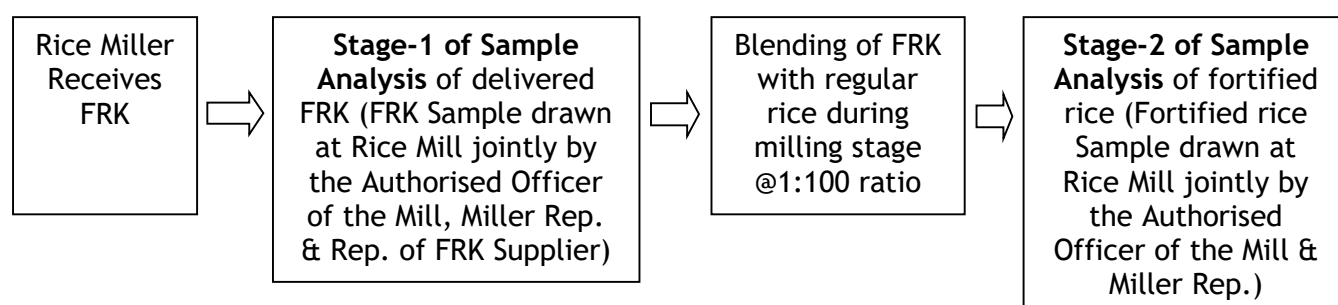 Rice Miller
Receives
FRK
Stage-1 of Sample
Analysis of delivered
FRK (FRK Sample drawn
at Rice Mill jointly by
the Authorised Officer
of the Mill, Miller Rep.
& Rep. of FRK Supplier)
Blending of FRK
with regular
rice during
milling stage
@1:100 ratio
Stage-2 of Sample
Analysis of fortified
rice (Fortified rice
Sample drawn at
Rice Mill jointly by
the Authorised
Officer of the Mill &
Miller Rep.)